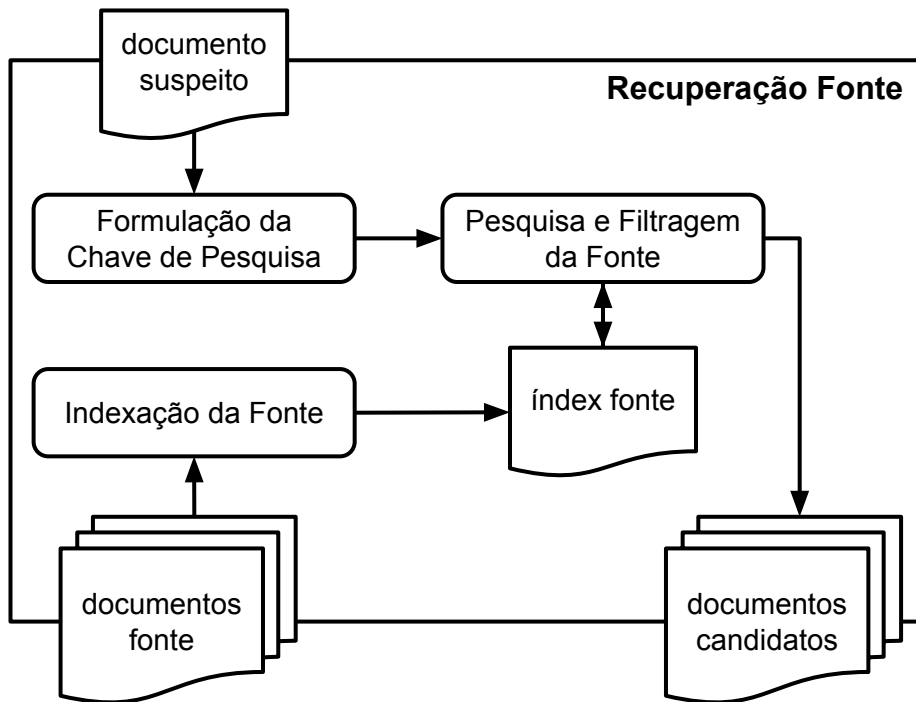 documento
suspeito
Recuperação Fonte
Formulação da
Chave de Pesquisa
Pesquisa e Filtragem
da Fonte
Indexação da Fonte
índex fonte
documentos
fonte
documentos
candidatos